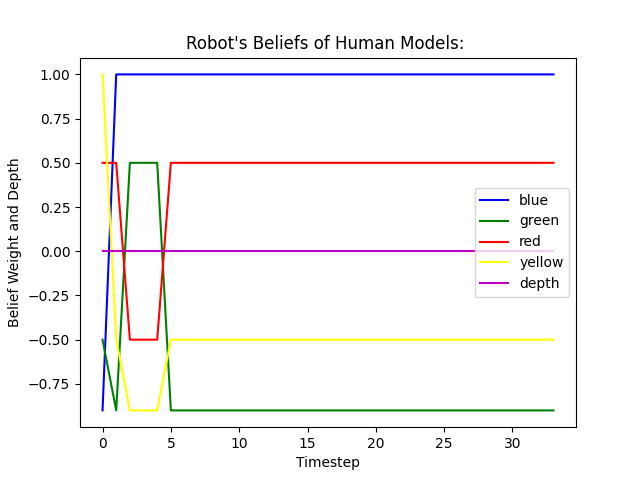 Robot's Beliefs of Human Models:
1.00
0.75
0.50
0.25
0.00
−0.25
−0.50
−0.75
Belief Weight and Depth
blue
green
red
yellow
depth
0 5 10 15 20 25 30
Timestep